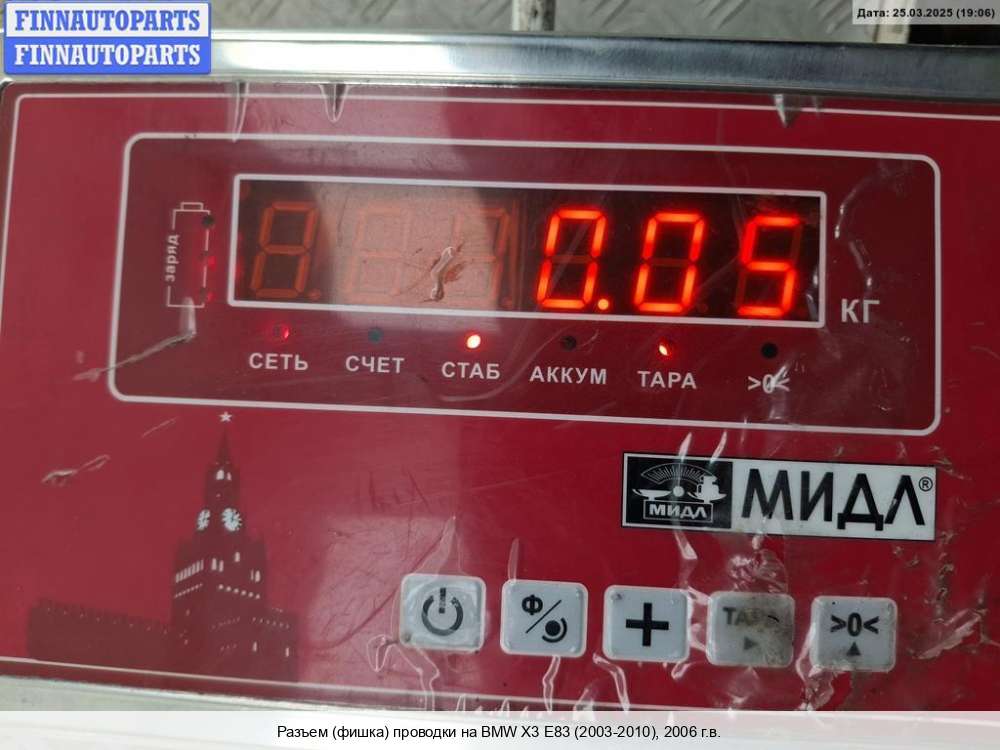 FINNAUTOPARTS
FINNAUTOPARTS
Дата: 25.03.2025 (19:06)
заряд
0.05
КГ
СЕТЬ СЧЕТ СТАБ АККУМ ТАРА >0<
МИДЛ МИДЛ®
Ф/ + ТАРА >0<
Разъем (фишка) проводки на BMW X3 E83 (2003-2010), 2006 г.в.